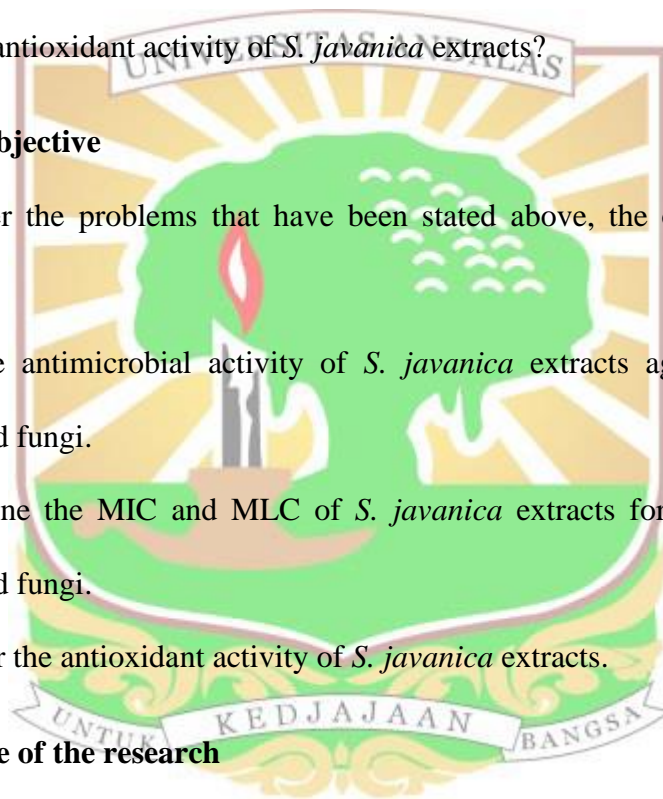 antioxidant activity of S. javanica extracts?
UNIVERSITAS ANDALAS
bjective
er the problems that have been stated above, the
e antimicrobial activity of S. javanica extracts ag
d fungi.
ne the MIC and MLC of S. javanica extracts for
d fungi.
r the antioxidant activity of S. javanica extracts.
UNTUK KEDJAJAAN BANGSA
e of the research